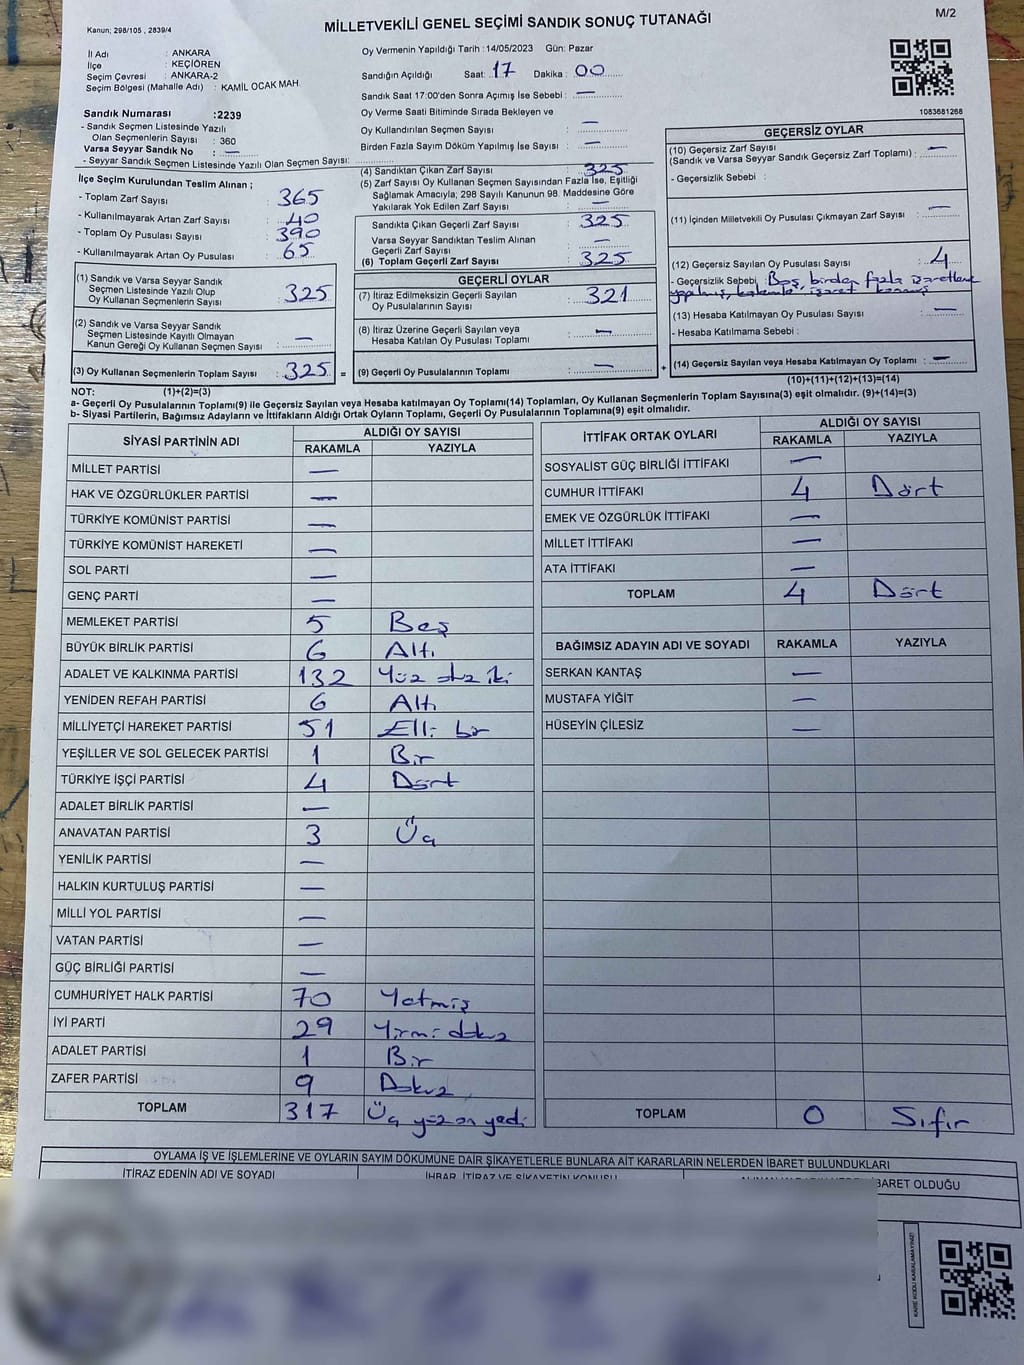 M/2
MİLLETVEKİLİ GENEL SEÇİMİ SANDIK SONUÇ TUTANAĞI
Kanun; 298/105 , 2839/4
İl Adı : ANKARA
İlçe : KEÇİÖREN
Seçim Çevresi : ANKARA-2
Seçim Bölgesi (Mahalle Adı) : KAMİL OCAK MAH
Sandık Numarası :2239
- Sandık Seçmen Listesinde Yazılı
Olan Seçmenlerin Sayısı : 360
Varsa Seyyar Sandık No : —
- Seyyar Sandık Seçmen Listesinde Yazılı Olan Seçmen Sayısı:
Oy Vermenin Yapıldığı Tarih :14/05/2023 Gün: Pazar
Sandığın Açıldığı Saat: 17 Dakika : 00
Sandık Saat 17:00'den Sonra Açımış İse Sebebi : —
Oy Verme Saati Bitiminde Sırada Bekleyen ve
Oy Kullandırılan Seçmen Sayısı : —
Birden Fazla Sayım Döküm Yapılmış İse Sayısı : —
1083681268
İlçe Seçim Kurulundan Teslim Alınan ;
- Toplam Zarf Sayısı : 365
- Kullanılmayarak Artan Zarf Sayısı : 40
- Toplam Oy Pusulası Sayısı : 390
- Kullanılmayarak Artan Oy Pusulası : 65
(1) Sandık ve Varsa Seyyar Sandık
Seçmen Listesinde Yazılı Olup
Oy Kullanan Seçmenlerin Sayısı : 325
(2) Sandık ve Varsa Seyyar Sandık
Seçmen Listesinde Kayıtlı Olmayan
Kanun Gereği Oy Kullanan Seçmenlerin Sayısı : —
(3) Oy Kullanan Seçmenlerin Toplam Sayısı : 325 =
(4) Sandıktan Çıkan Zarf Sayısı : 325
(5) Zarf Sayısı Oy Kullanan Seçmen Sayısından Fazla İse, Eşitliği
Sağlamak Amacıyla; 298 Sayılı Kanunun 98. Maddesine Göre
Yakılarak Yok Edilen Zarf Sayısı : —
Sandıkta Çıkan Geçerli Zarf Sayısı : 325
Varsa Seyyar Sandıktan Teslim Alınan
Geçerli Zarf Sayısı : —
(6) Toplam Geçerli Zarf Sayısı : 325
GEÇERLİ OYLAR
(7) İtiraz Edilmeksizin Geçerli Sayılan
Oy Pusulalarının Sayısı : 321
(8) İtiraz Üzerine Geçerli Sayılan veya
Hesaba Katılan Oy Pusulası Toplamı : —
(9) Geçerli Oy Pusulalarının Toplamı : — +
GEÇERSİZ OYLAR
(10) Geçersiz Zarf Sayısı
(Sandık ve Varsa Seyyar Sandık Geçersiz Zarf Toplamı) : —
- Geçersizlik Sebebi :
(11) İçinden Milletvekili Oy Pusulası Çıkmayan Zarf Sayısı : —
(12) Geçersiz Sayılan Oy Pusulası Sayısı : 4
- Geçersizlik Sebebi : Boş, birden fazla işaretleme
yapılmış, kalemle işaret
(13) Hesaba Katılmayan Oy Pusulası Sayısı : —
- Hesaba Katılmama Sebebi :
(14) Geçersiz Sayılan veya Hesaba Katılmayan Oy Toplamı : —
NOT: (1)+(2)=(3) (10)+(11)+(12)+(13)=(14)
a- Geçerli Oy Pusulalarının Toplamı(9) ile Geçersiz Sayılan veya Hesaba katılmayan Oy Toplamı(14) Toplamları, Oy Kullanan Seçmenlerin Toplam Sayısına(3) eşit olmalıdır. (9)+(14)=(3)
b- Siyasi Partilerin, Bağımsız Adayların ve İttifakların Aldığı Ortak Oyların Toplamı, Geçerli Oy Pusulalarının Toplamına(9) eşit olmalıdır.
SİYASİ PARTİNİN ADI ALDIĞI OY SAYISI
RAKAMLA YAZIYLA
MİLLET PARTİSİ —
HAK VE ÖZGÜRLÜKLER PARTİSİ —
TÜRKİYE KOMÜNİST PARTİSİ —
TÜRKİYE KOMÜNİST HAREKETİ —
SOL PARTİ —
GENÇ PARTİ —
MEMLEKET PARTİSİ 5 Beş
BÜYÜK BİRLİK PARTİSİ 6 Altı
ADALET VE KALKINMA PARTİSİ 132 Yüz otuz iki
YENİDEN REFAH PARTİSİ 6 Altı
MİLLİYETÇİ HAREKET PARTİSİ 51 Elli bir
YEŞİLLER VE SOL GELECEK PARTİSİ 1 Bir
TÜRKİYE İŞÇİ PARTİSİ 4 Dört
ADALET BİRLİK PARTİSİ —
ANAVATAN PARTİSİ 3 Üç
YENİLİK PARTİSİ —
HALKIN KURTULUŞ PARTİSİ —
MİLLİ YOL PARTİSİ —
VATAN PARTİSİ —
GÜÇ BİRLİĞİ PARTİSİ —
CUMHURİYET HALK PARTİSİ 70 Yetmiş
İYİ PARTİ 29 Yirmi dokuz
ADALET PARTİSİ 1 Bir
ZAFER PARTİSİ 9 Dokuz
TOPLAM 317 Üç yüz on yedi
İTTİFAK ORTAK OYLARI ALDIĞI OY SAYISI
RAKAMLA YAZIYLA
SOSYALİST GÜÇ BİRLİĞİ İTTİFAKI —
CUMHUR İTTİFAKI 4 Dört
EMEK VE ÖZGÜRLÜK İTTİFAKI —
MİLLET İTTİFAKI —
ATA İTTİFAKI —
TOPLAM 4 Dört
BAĞIMSIZ ADAYIN ADI VE SOYADI RAKAMLA YAZIYLA
SERKAN KANTAŞ —
MUSTAFA YİĞİT —
HÜSEYİN ÇİLESİZ —
TOPLAM 0 Sıfır
OYLAMA İŞ VE İŞLEMLERİNE VE OYLARIN SAYIM DÖKÜMÜNE DAİR ŞİKAYETLERLE BUNLARA AİT KARARLARIN NELERDEN İBARET BULUNDUKLARI
İTİRAZ EDENİN ADI VE SOYADI İHBAR, İTİRAZ VE ŞİKAYETİN KONUSU
OLDUĞU
KARE KODU KARALAMAYINIZ!